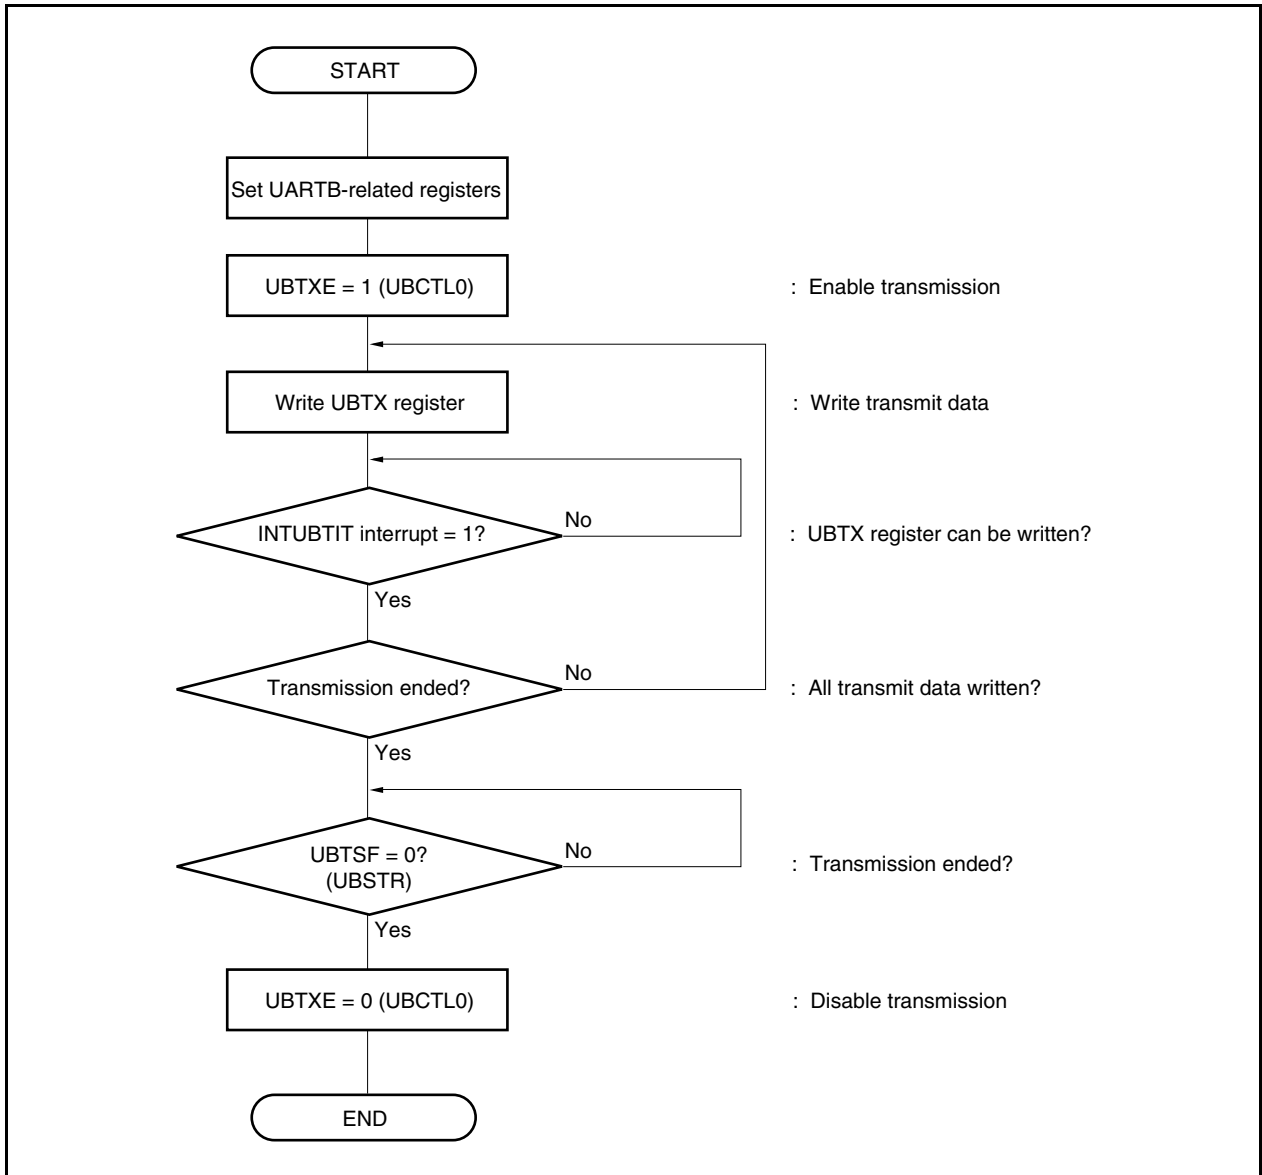 START
Set UARTB-related registers
UBTXE = 1 (UBCTL0)
: Enable transmission
Write UBTX register
: Write transmit data
INTUBTIT interrupt = 1?
No
: UBTX register can be written?
Yes
Transmission ended?
No
: All transmit data written?
Yes
UBTSF = 0?
(UBSTR)
No
: Transmission ended?
Yes
UBTXE = 0 (UBCTL0)
: Disable transmission
END